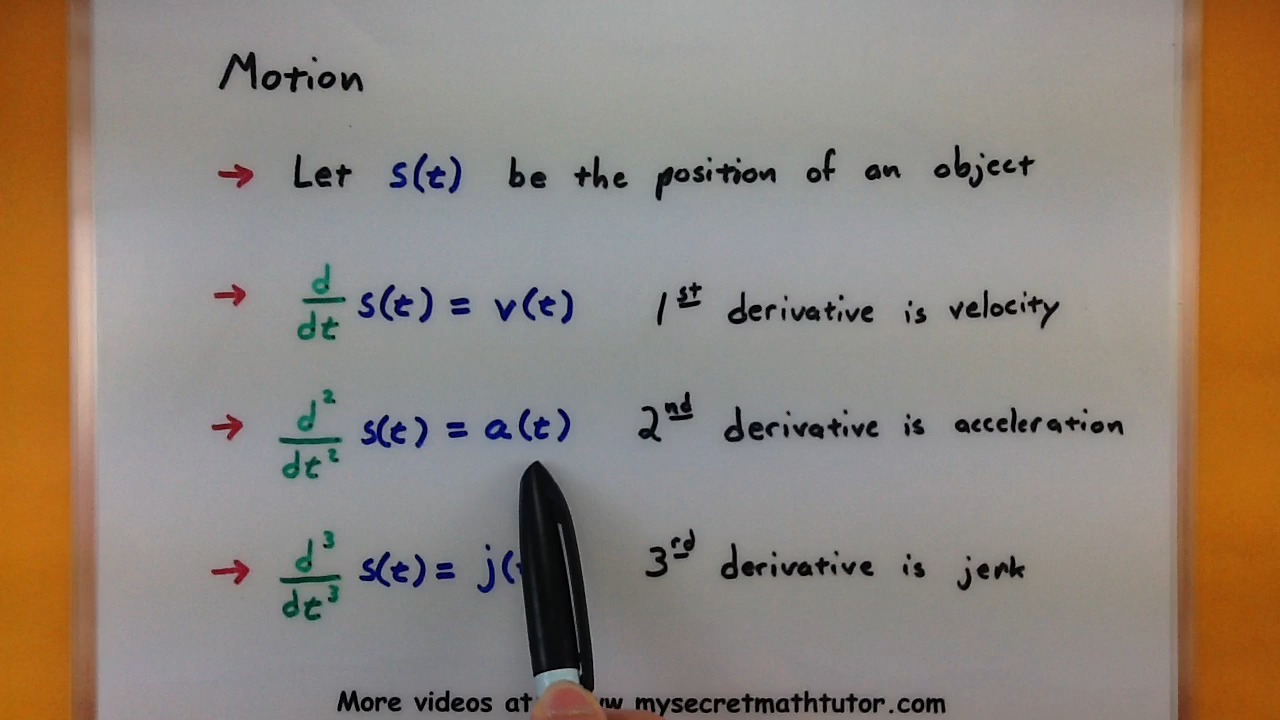 Motion
→ Let s(t) be the position of an object
→ d/dt s(t) = v(t) 1st derivative is velocity
→ d²/dt² s(t) = a(t) 2nd derivative is acceleration
→ d³/dt³ s(t) = j( 3rd derivative is jerk
More videos at mysecretmathtutor.com